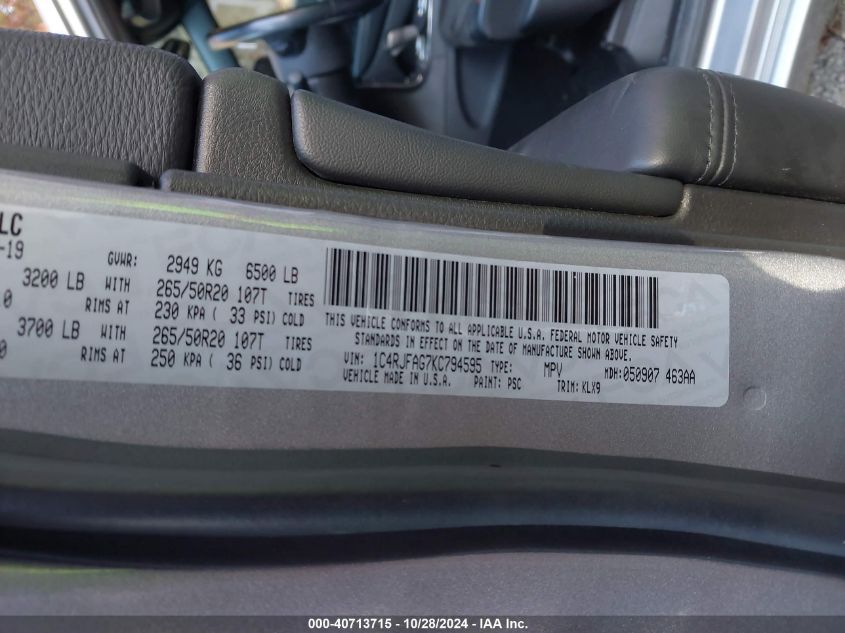 LC
-19
GVWR: 2949 KG 6500 LB
3200 LB WITH 265/50R20 107T TIRES
0 RIMS AT 230 KPA ( 33 PSI) COLD
3700 LB WITH 265/50R20 107T TIRES
0 RIMS AT 250 KPA ( 36 PSI) COLD
THIS VEHICLE CONFORMS TO ALL APPLICABLE U.S.A. FEDERAL MOTOR VEHICLE SAFETY
STANDARDS IN EFFECT ON THE DATE OF MANUFACTURE SHOWN ABOVE.
VIN: 1C4RJFAG7KC794595 TYPE: MPV MDH:050907 463AA
VEHICLE MADE IN U.S.A. PAINT: PSC TRIM: KLX9
000-40713715 - 10/28/2024 - IAA Inc.